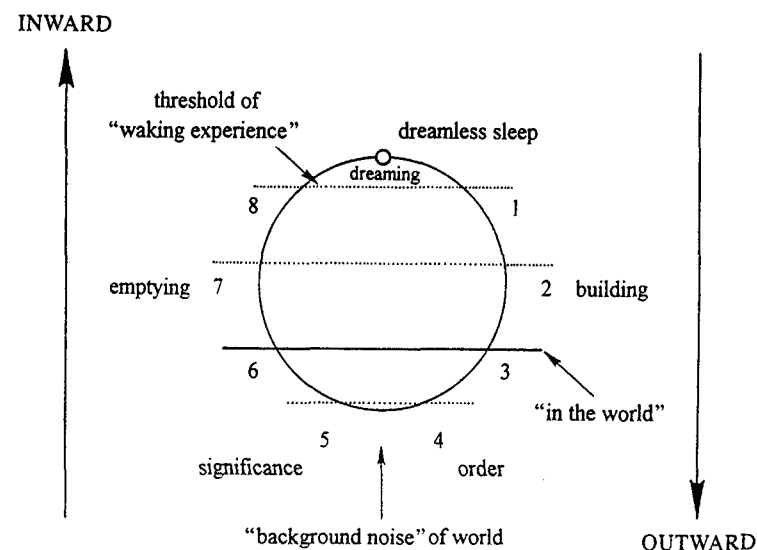 INWARD
threshold of
“waking experience”
dreamless sleep
dreaming
8
1
emptying
7
2
building
6
3
“in the world”
5
4
significance
order
“background noise” of world
OUTWARD